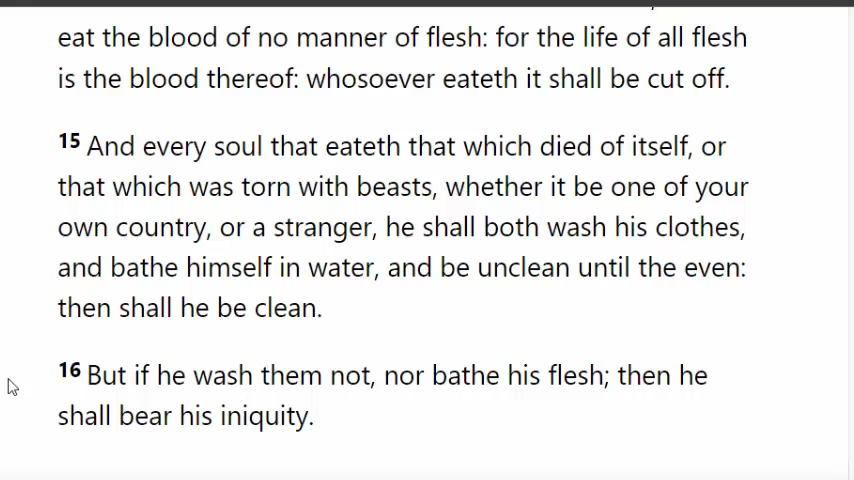 eat the blood of no manner of flesh: for the life of all flesh
is the blood thereof: whosoever eateth it shall be cut off.
15 And every soul that eateth that which died of itself, or
that which was torn with beasts, whether it be one of your
own country, or a stranger, he shall both wash his clothes,
and bathe himself in water, and be unclean until the even:
then shall he be clean.
16 But if he wash them not, nor bathe his flesh; then he
shall bear his iniquity.